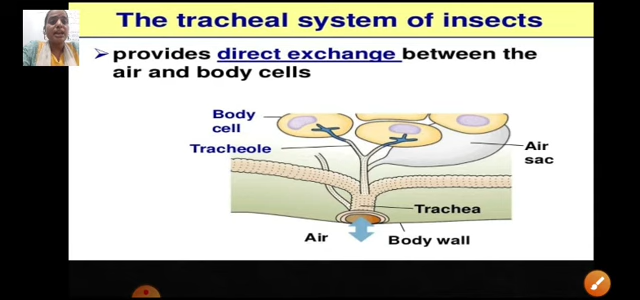 The tracheal system of insects
➢provides direct exchange between the
air and body cells
Body
cell
Tracheole
Air
sac
Trachea
Air
Body wall